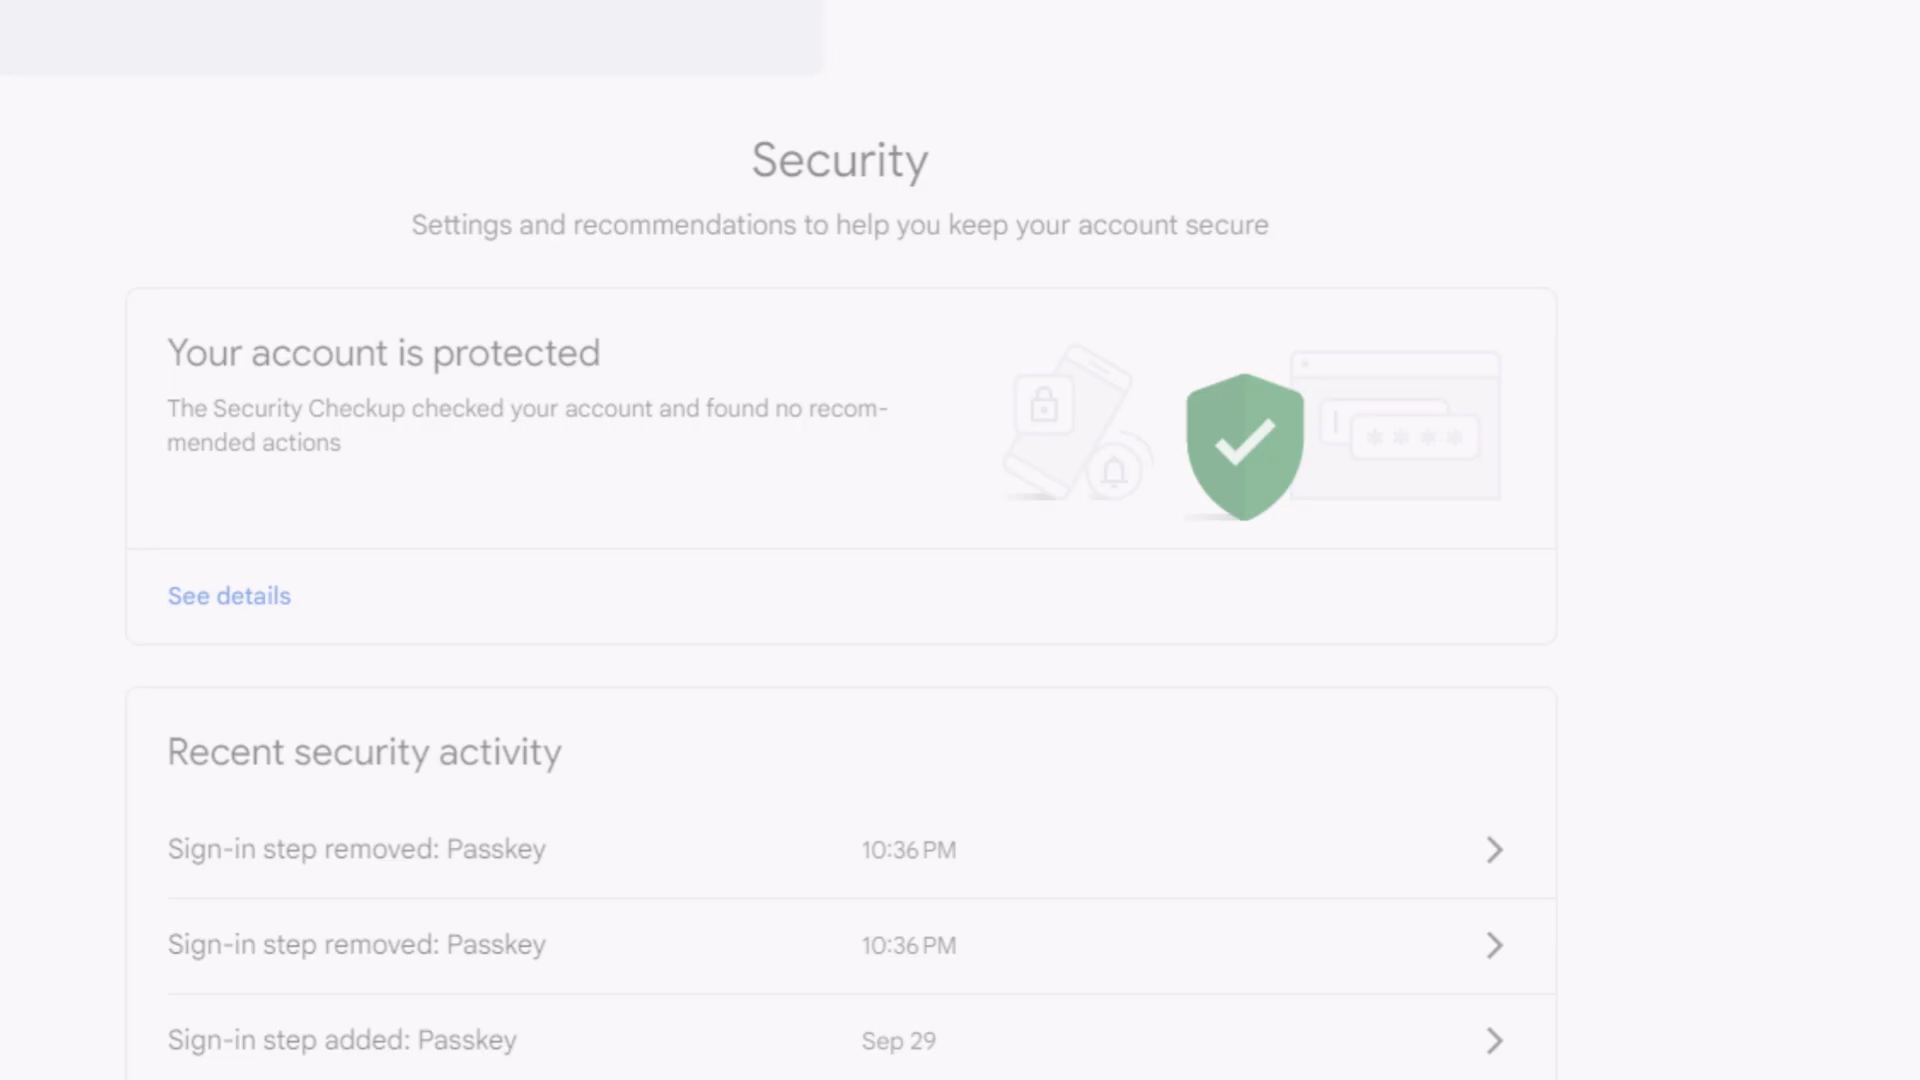 Security
Settings and recommendations to help you keep your account secure
Your account is protected
The Security Checkup checked your account and found no recom-
mended actions
* * * *
See details
Recent security activity
Sign-in step removed: Passkey 10:36 PM
Sign-in step removed: Passkey 10:36 PM
Sign-in step added: Passkey Sep 29